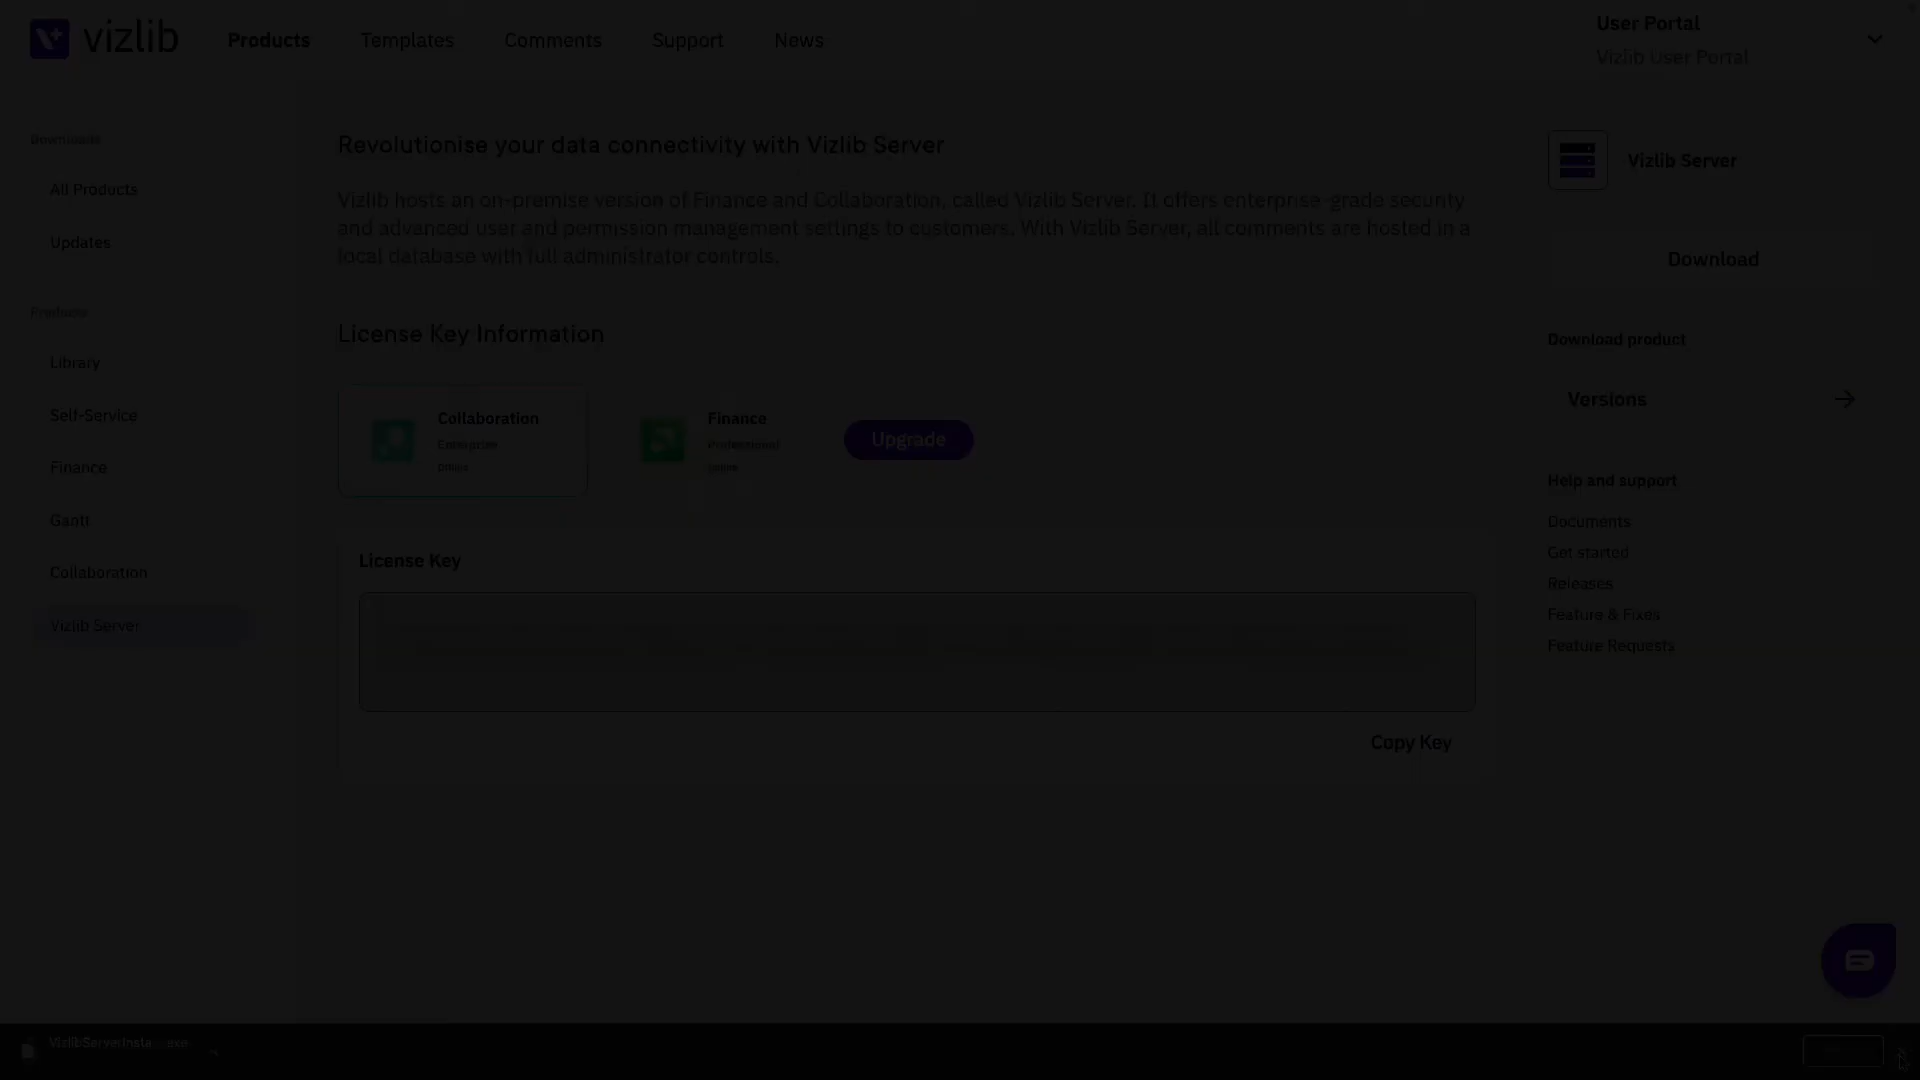 vizlib
Products
Templates
Comments
Support
News
User Portal
Vizlib User Portal
Downloads
All Products
Updates
Products
Library
Self-Service
Finance
Gantt
Collaboration
Vizlib Server
Revolutionise your data connectivity with Vizlib Server
Vizlib hosts an on-premise version of Finance and Collaboration, called Vizlib Server. It offers enterprise-grade security
and advanced user and permission management settings to customers. With Vizlib Server, all comments are hosted in a
local database with full administrator controls.
License Key Information
Collaboration
Enterprise
Offline
Finance
Professional
Upgrade
License Key
Copy Key
Vizlib Server
Download
Download product
Versions
Help and support
Documents
Get started
Releases
Feature & Fixes
Feature Requests
VizlibServerInsta....exe